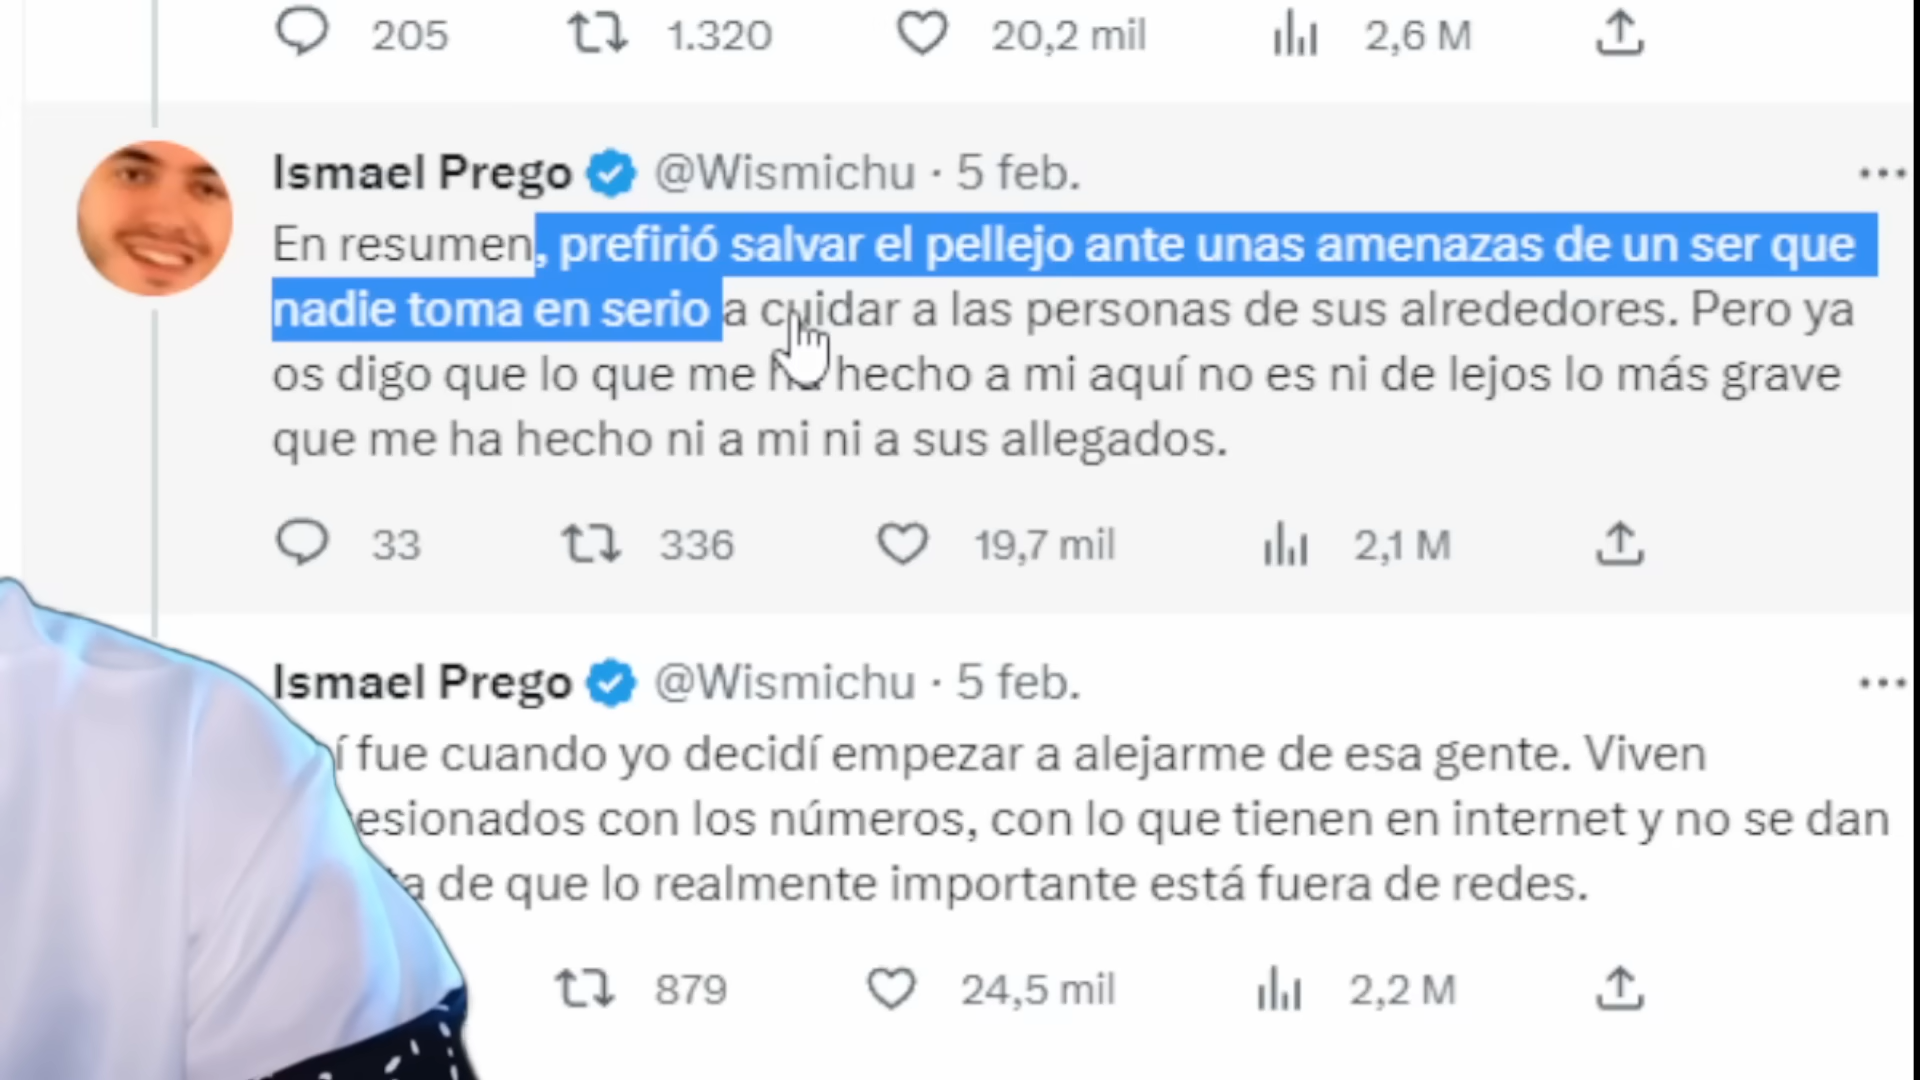 205 1.320 20,2 mil 2,6 M
Ismael Prego @Wismichu · 5 feb.
En resumen, prefirió salvar el pellejo ante unas amenazas de un ser que
nadie toma en serio a cuidar a las personas de sus alrededores. Pero ya
os digo que lo que me ha hecho a mi aquí no es ni de lejos lo más grave
que me ha hecho ni a mi ni a sus allegados.
33 336 19,7 mil 2,1 M
Ismael Prego @Wismichu · 5 feb.
fue cuando yo decidí empezar a alejarme de esa gente. Viven
con los números, con lo que tienen en internet y no se dan
de que lo realmente importante está fuera de redes.
879 24,5 mil 2,2 M